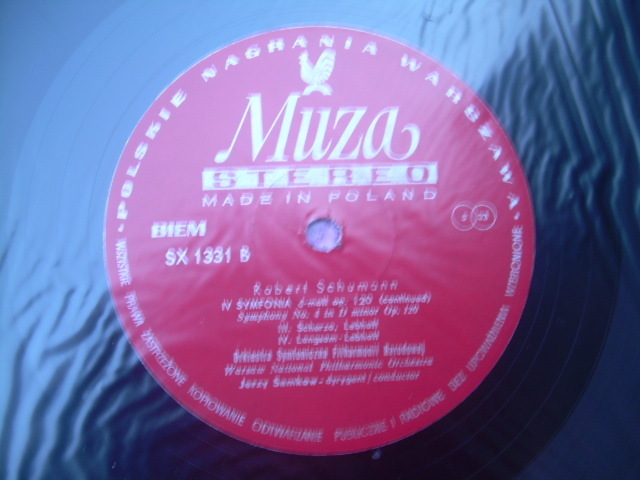 POLSKIE NAGRANIA WARSZAWA
Muza
STEREO
MADE IN POLAND
BIEM
SX 1331 B
33
Robert Schumann
IV SYMFONIA d-moll op. 120 (continued)
Symphony No. 4 in D minor Op. 120
III. Scherzo, Lebhaft
IV. Langsam - Lebhaft
Orkiestra Symfoniczna Filharmonii Narodowej
Warsaw National Philharmonic Orchestra
Jerzy Semkow - dyrygent / conductor
WSZYSTKIE PRAWA ZASTRZEŻONE KOPIOWANIE ODTWARZANIE PUBLICZNE I RADIOWE BEZ UPOWAŻNIENIA WZBRONIONE